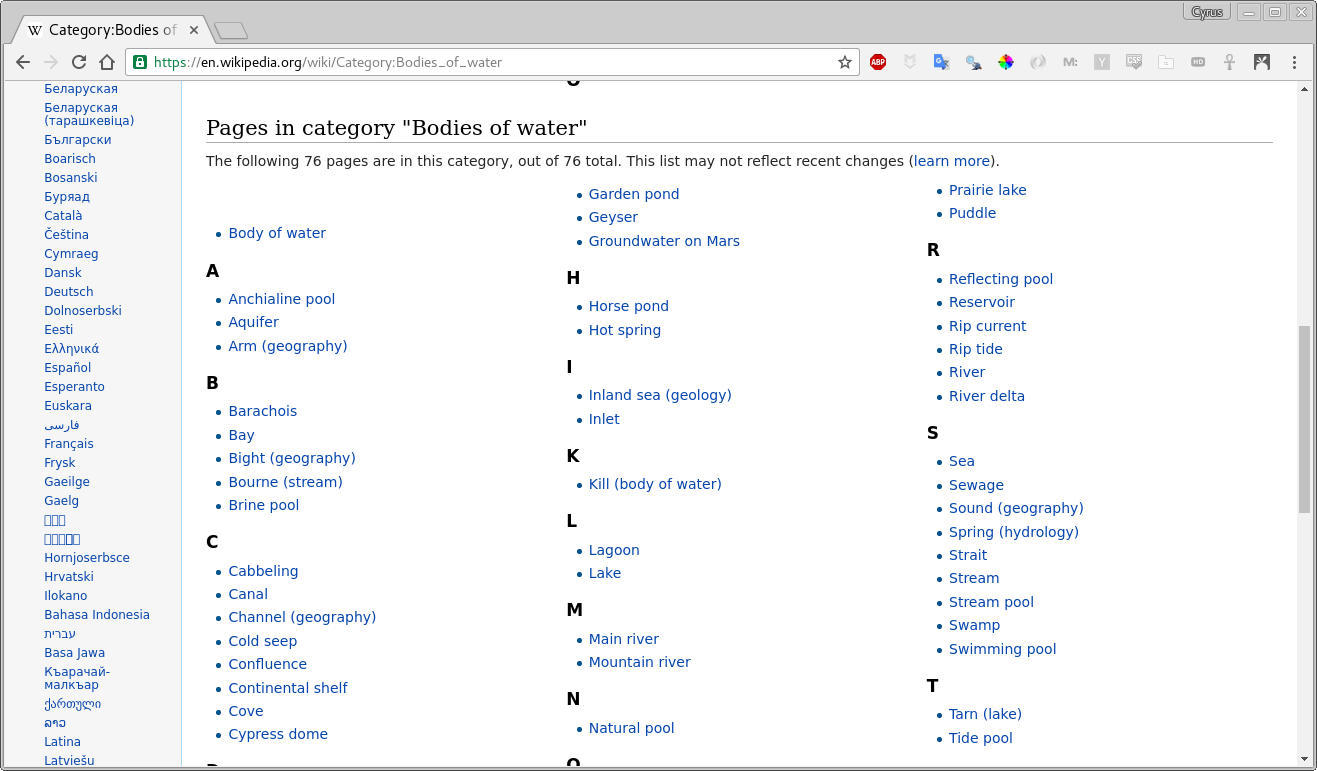 Cyrus
Category:Bodies of
https://en.wikipedia.org/wiki/Category:Bodies_of_water
Беларуская
Беларуская
(тарашкевіца)
Български
Boarisch
Bosanski
Буряад
Català
Čeština
Cymraeg
Dansk
Deutsch
Dolnoserbski
Eesti
Ελληνικά
Español
Esperanto
Euskara
فارسی
Français
Frysk
Gaeilge
Gaelg
Hornjoserbsce
Hrvatski
Ilokano
Bahasa Indonesia
עברית
Basa Jawa
Къарачай-
малкъар
ქართული
ລາວ
Latina
Latviešu
Pages in category "Bodies of water"
The following 76 pages are in this category, out of 76 total. This list may not reflect recent changes (learn more).
Body of water
A
Anchialine pool
Aquifer
Arm (geography)
B
Barachois
Bay
Bight (geography)
Bourne (stream)
Brine pool
C
Cabbeling
Canal
Channel (geography)
Cold seep
Confluence
Continental shelf
Cove
Cypress dome
Garden pond
Geyser
Groundwater on Mars
H
Horse pond
Hot spring
I
Inland sea (geology)
Inlet
K
Kill (body of water)
L
Lagoon
Lake
M
Main river
Mountain river
N
Natural pool
Prairie lake
Puddle
R
Reflecting pool
Reservoir
Rip current
Rip tide
River
River delta
S
Sea
Sewage
Sound (geography)
Spring (hydrology)
Strait
Stream
Stream pool
Swamp
Swimming pool
T
Tarn (lake)
Tide pool